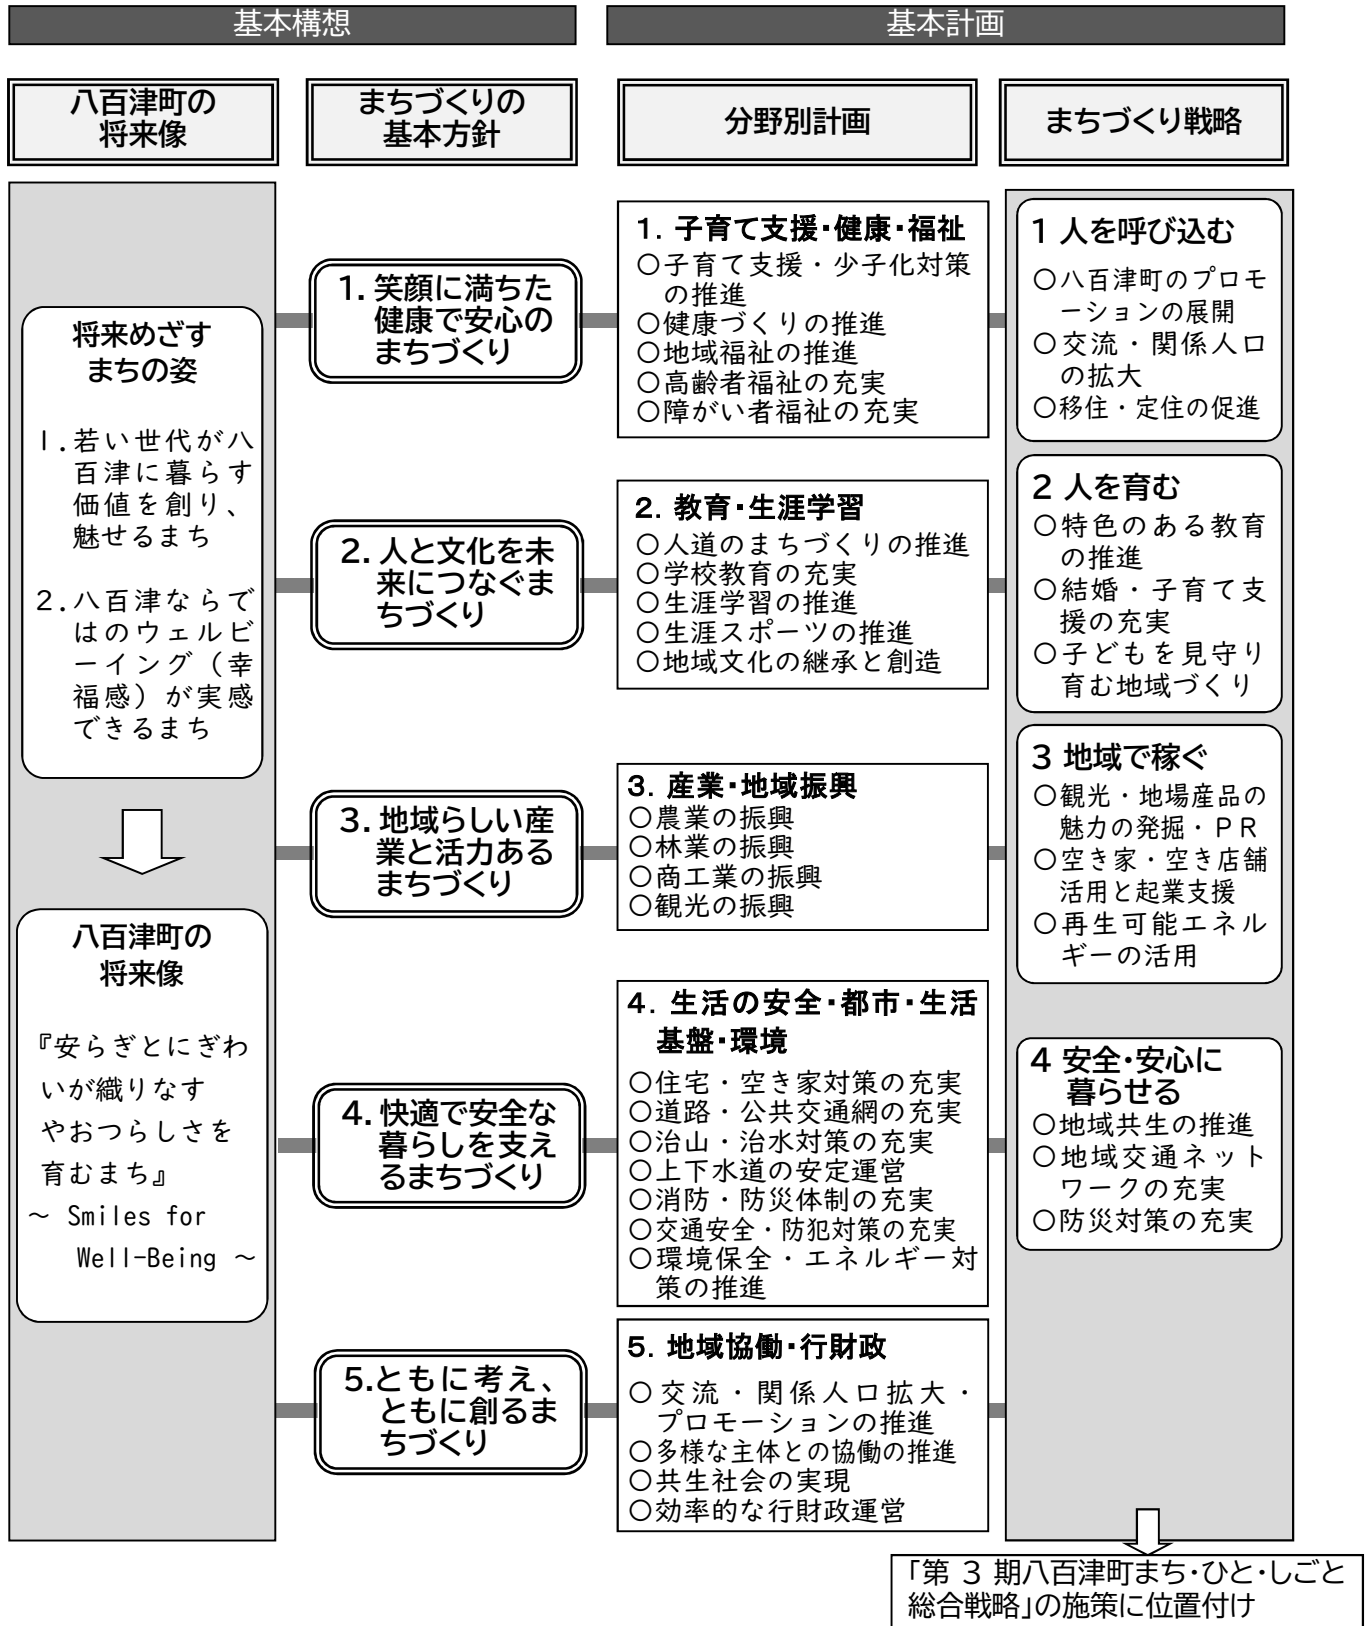 基本構想
基本計画
八百津町の
将来像
まちづくりの
基本方針
分野別計画
まちづくり戦略
将来めざす
まちの姿
1.若い世代が八
百津に暮らす
価値を創り、
魅せるまち
2.八百津ならで
はのウェルビ
ーイング（幸
福感）が実感
できるまち
八百津町の
将来像
『安らぎとにぎわ
いが織りなす
やおつらしさを
育むまち』
～ Smiles for
Well-Being ～
1.笑顔に満ちた
健康で安心の
まちづくり
2.人と文化を未
来につなぐま
ちづくり
3.地域らしい産
業と活力ある
まちづくり
4.快適で安全な
暮らしを支え
るまちづくり
5.ともに考え、
ともに創るま
ちづくり
1．子育て支援・健康・福祉
○子育て支援・少子化対策
の推進
○健康づくりの推進
○地域福祉の推進
○高齢者福祉の充実
○障がい者福祉の充実
2．教育・生涯学習
○人道のまちづくりの推進
○学校教育の充実
○生涯学習の推進
○生涯スポーツの推進
○地域文化の継承と創造
3．産業・地域振興
○農業の振興
○林業の振興
○商工業の振興
○観光の振興
4．生活の安全・都市・生活
基盤・環境
○住宅・空き家対策の充実
○道路・公共交通網の充実
○治山・治水対策の充実
○上下水道の安定運営
○消防・防災体制の充実
○交通安全・防犯対策の充実
○環境保全・エネルギー対
策の推進
5．地域協働・行財政
○交流・関係人口拡大・
プロモーションの推進
○多様な主体との協働の推進
○共生社会の実現
○効率的な行財政運営
1 人を呼び込む
○八百津町のプロモ
ーションの展開
○交流・関係人口
の拡大
○移住・定住の促進
2 人を育む
○特色のある教育
の推進
○結婚・子育て支
援の充実
○子どもを見守り
育む地域づくり
3 地域で稼ぐ
○観光・地場産品の
魅力の発掘・ＰＲ
○空き家・空き店舗
活用と起業支援
○再生可能エネル
ギーの活用
4 安全・安心に
暮らせる
○地域共生の推進
○地域交通ネット
ワークの充実
○防災対策の充実
「第 3 期八百津町まち・ひと・しごと
総合戦略」の施策に位置付け